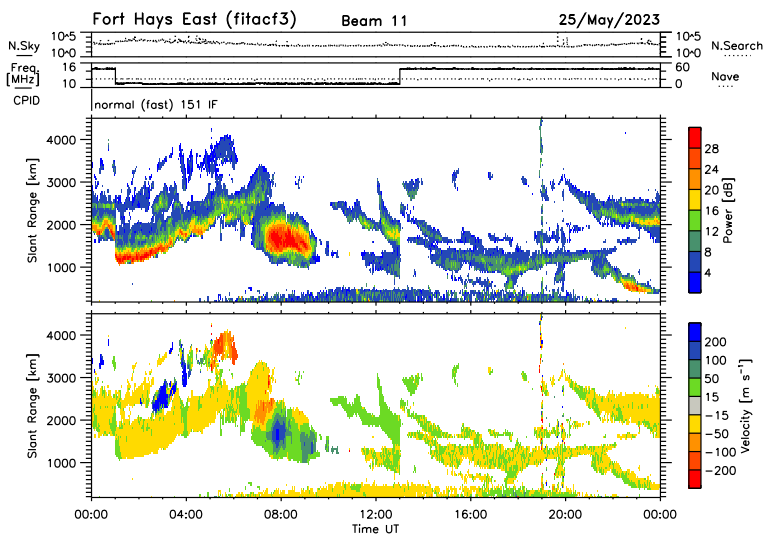 Fort Hays East (fitacf3) Beam 11 25/May/2023
N.Sky 10^5 10^0 10^5 10^0 N.Search
Freq. [MHz] 16 10 60 0 Nave
CPID normal (fast) 151 IF
Slant Range [km] 4000 3000 2000 1000
28 24 20 16 12 8 4 Power [dB]
Slant Range [km] 4000 3000 2000 1000
200 100 50 15 −15 −50 −100 −200 Velocity [m s⁻¹]
00:00 04:00 08:00 12:00 16:00 20:00 00:00
Time UT